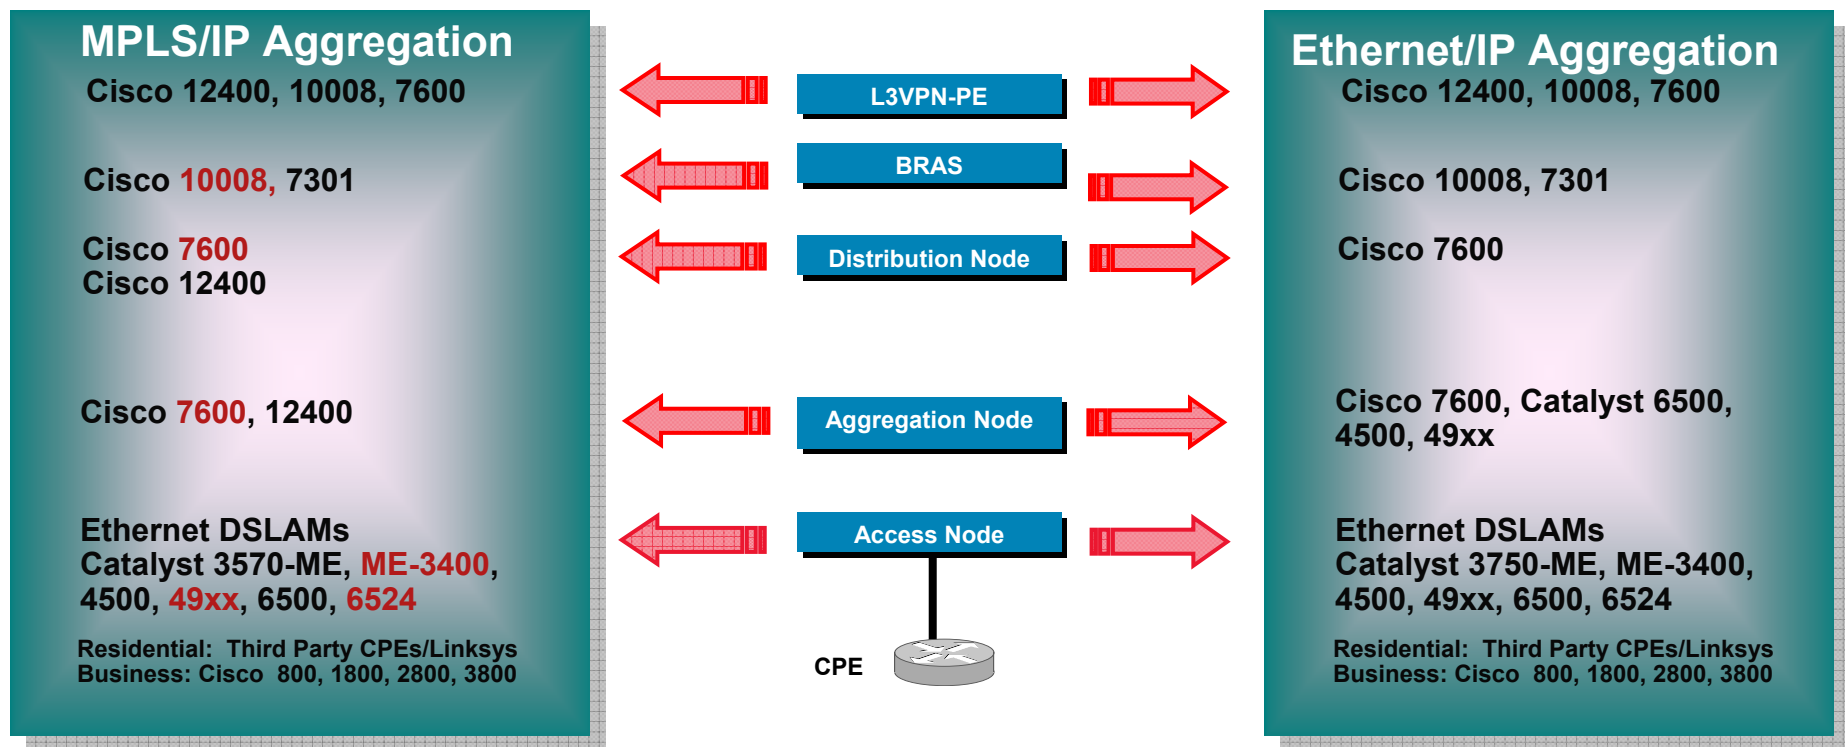 MPLS/IP Aggregation
Cisco 12400, 10008, 7600
Cisco 10008, 7301
Cisco 7600
Cisco 12400
Cisco 7600, 12400
Ethernet DSLAMs
Catalyst 3570-ME, ME-3400,
4500, 49xx, 6500, 6524
Residential:  Third Party CPEs/Linksys
Business: Cisco  800, 1800, 2800, 3800
L3VPN-PE
BRAS
Distribution Node
Aggregation Node
Access Node
CPE
Ethernet/IP Aggregation
Cisco 12400, 10008, 7600
Cisco 10008, 7301
Cisco 7600
Cisco 7600, Catalyst 6500,
4500, 49xx
Ethernet DSLAMs
Catalyst 3750-ME, ME-3400,
4500, 49xx, 6500, 6524
Residential:  Third Party CPEs/Linksys
Business: Cisco  800, 1800, 2800, 3800